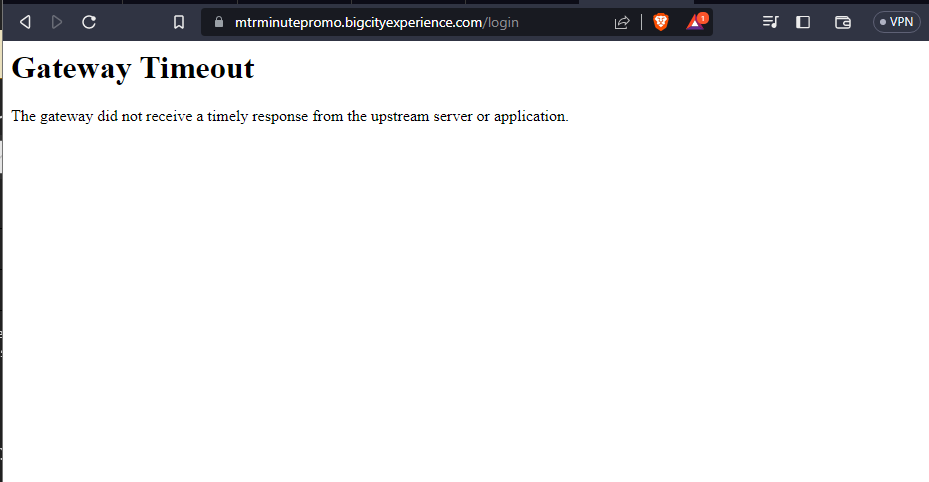 mtrminutepromo.bigcityexperience.com/login
1
VPN
Gateway Timeout
The gateway did not receive a timely response from the upstream server or application.